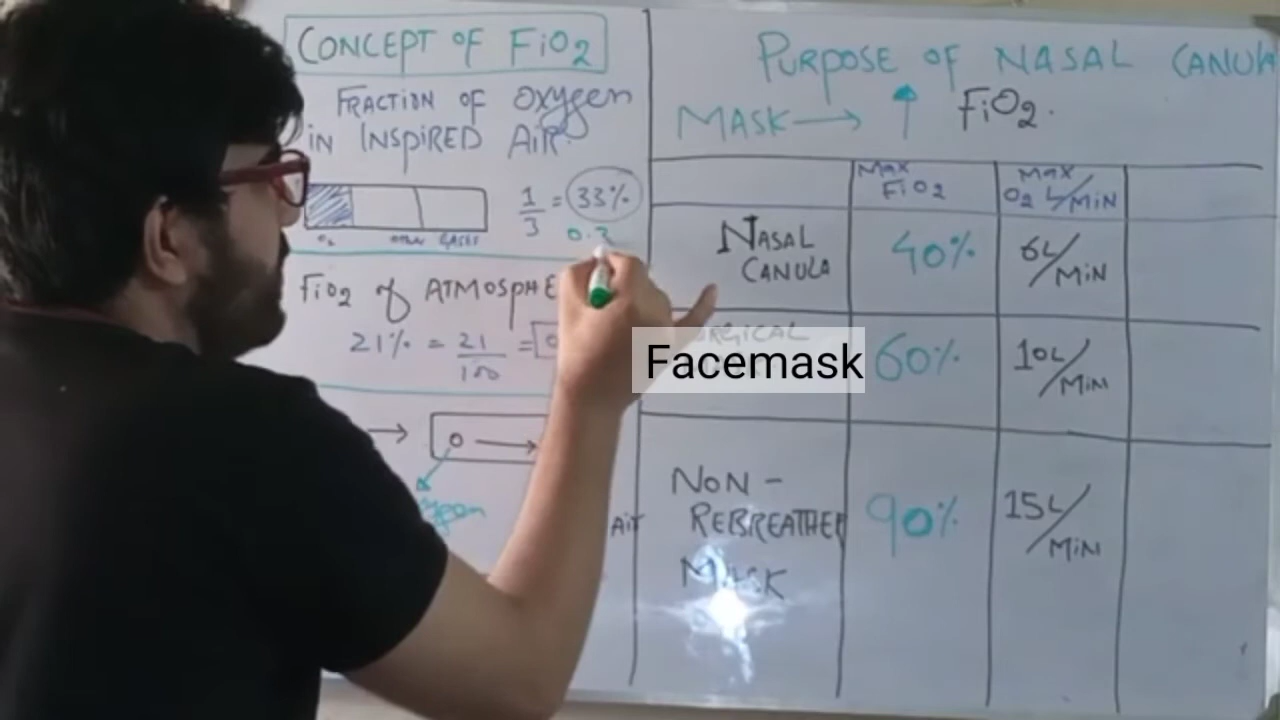 CONCEPT OF FiO2
FRACTION OF OXYGEN
IN INSPIRED AIR
1/3 = 33%
0.3
O2 OTHER GASES
FiO2 of ATMOSPHE
21% = 21/100 =
O
PURPOSE OF NASAL CANULA
MASK → ↑ FiO2.
MAX FiO2
MAX O2 L/MIN
NASAL CANULA 40% 6L/MIN
Facemask 60% 10L/MIN
NON-REBREATHER MASK 90% 15L/MIN
Air